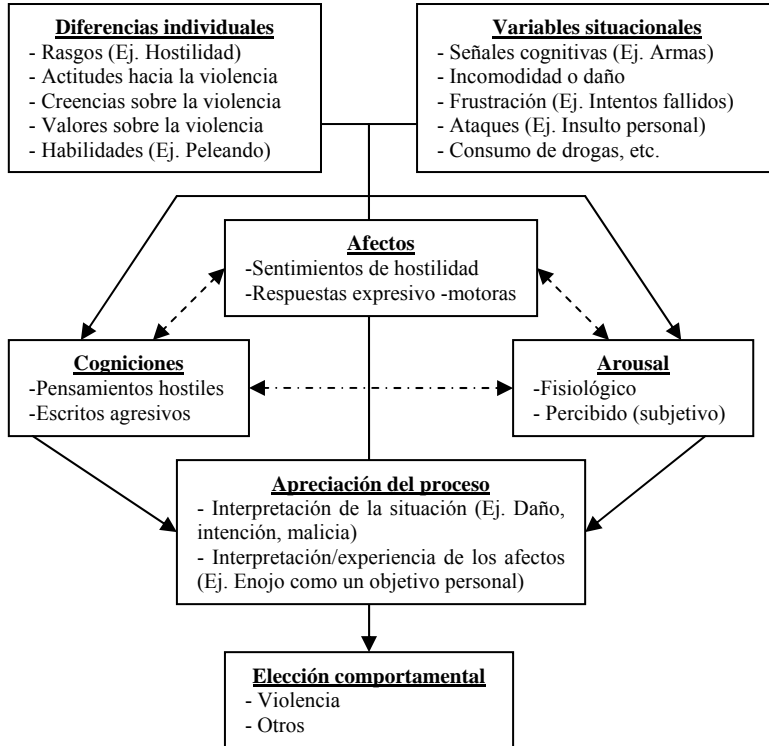 Diferencias individuales
- Rasgos (Ej. Hostilidad)
- Actitudes hacia la violencia
- Creencias sobre la violencia
- Valores sobre la violencia
- Habilidades (Ej. Peleando)
Variables situacionales
- Señales cognitivas (Ej. Armas)
- Incomodidad o daño
- Frustración (Ej. Intentos fallidos)
- Ataques (Ej. Insulto personal)
- Consumo de drogas, etc.
Afectos
-Sentimientos de hostilidad
-Respuestas expresivo -motoras
Cogniciones
-Pensamientos hostiles
-Escritos agresivos
Arousal
-Fisiológico
- Percibido (subjetivo)
Apreciación del proceso
- Interpretación de la situación (Ej. Daño,
intención, malicia)
- Interpretación/experiencia de los afectos
(Ej. Enojo como un objetivo personal)
Elección comportamental
- Violencia
- Otros